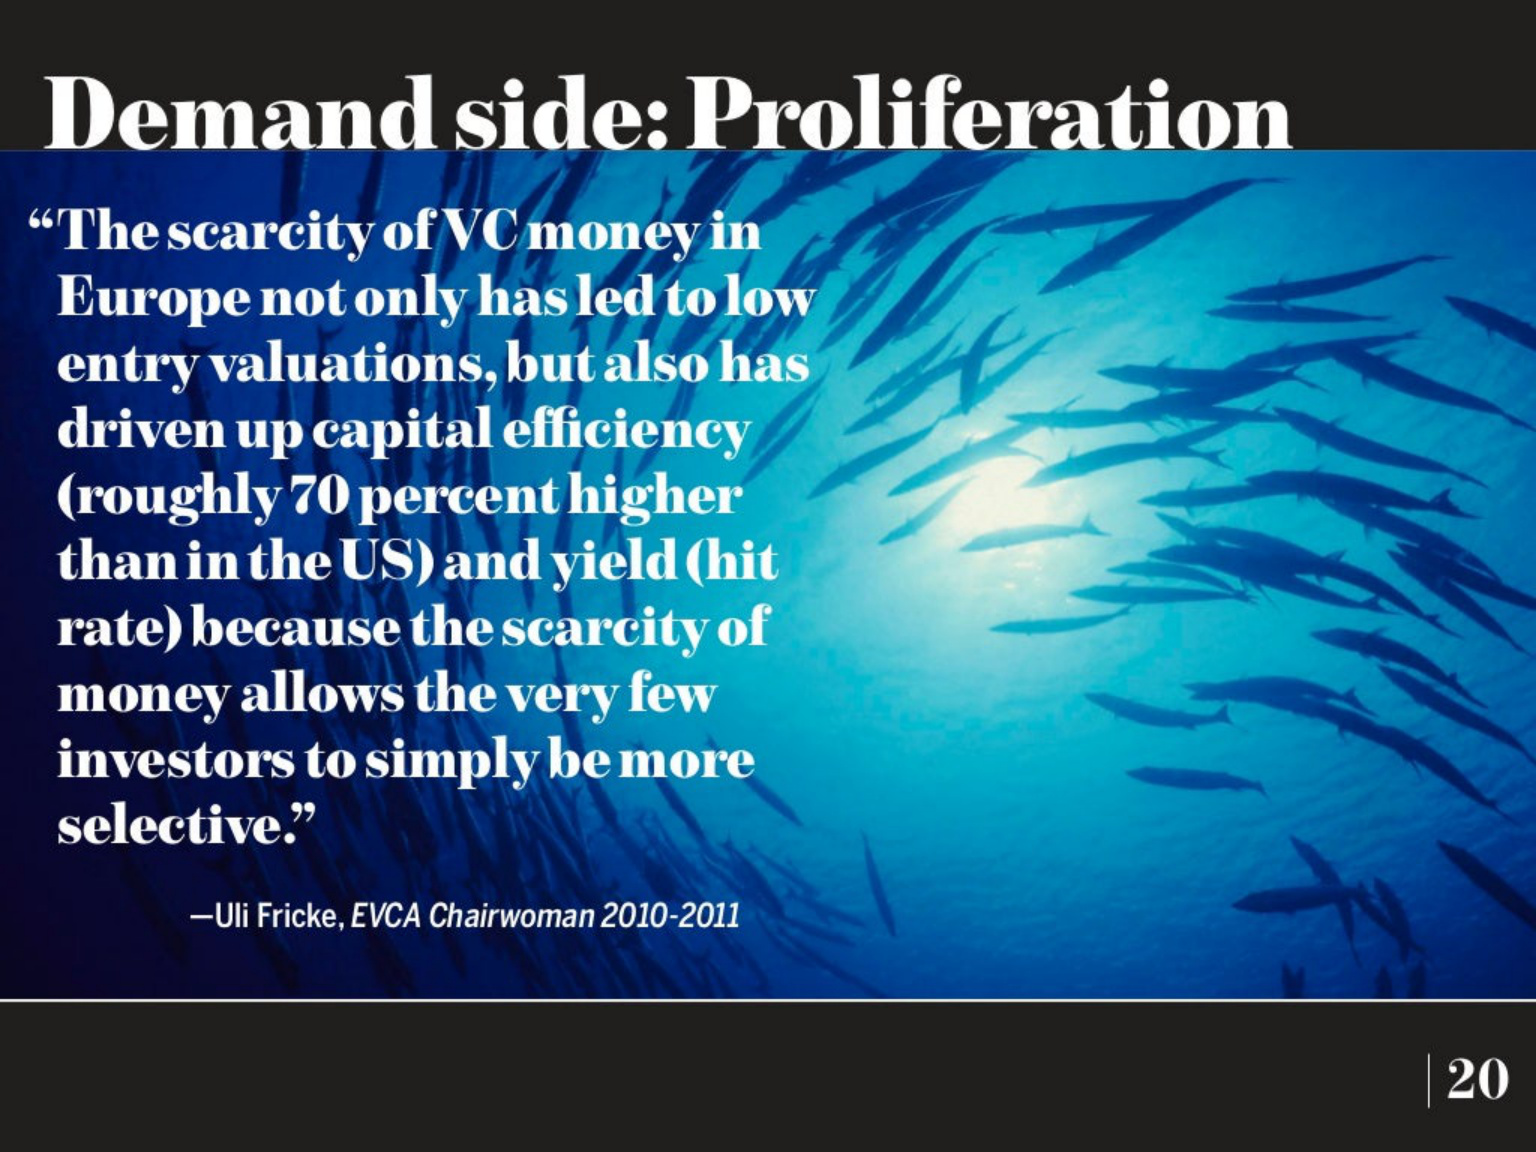 Demand side: Proliferation
“The scarcity of VC money in
Europe not only has led to low
entry valuations, but also has
driven up capital efficiency
(roughly 70 percent higher
than in the US) and yield (hit
rate) because the scarcity of
money allows the very few
investors to simply be more
selective.”
—Uli Fricke, EVCA Chairwoman 2010-2011
20